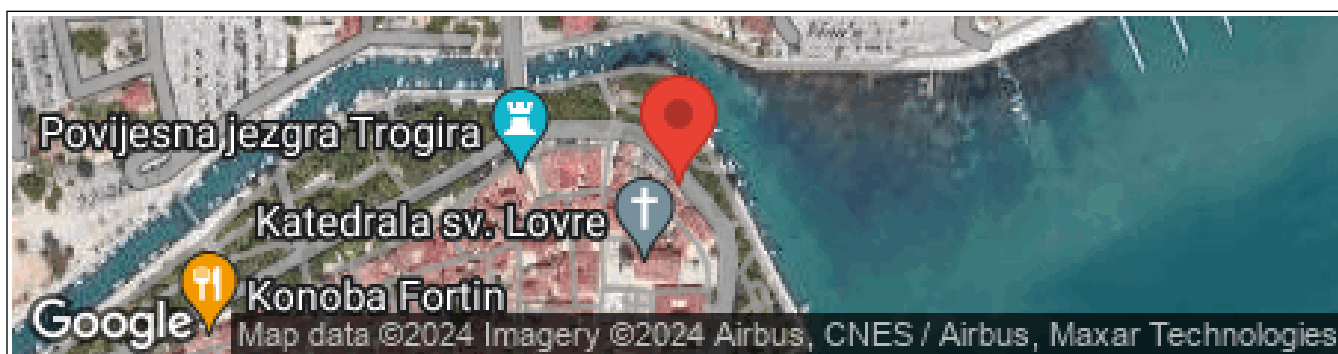 Povijesna jezgra Trogira
Katedrala sv. Lovre
Konoba Fortin
Google
Map data ©2024 Imagery ©2024 Airbus, CNES / Airbus, Maxar Technologies